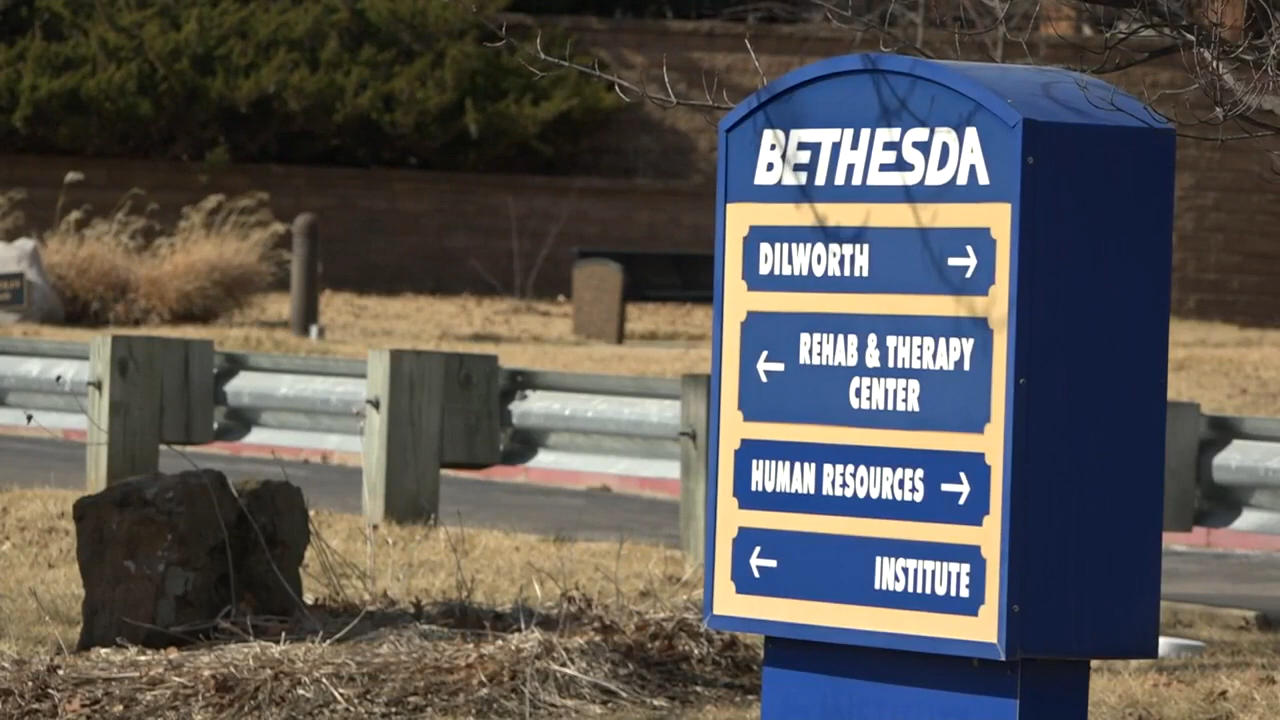 BETHESDA
DILWORTH →
← REHAB & THERAPY
CENTER
HUMAN RESOURCES →
← INSTITUTE